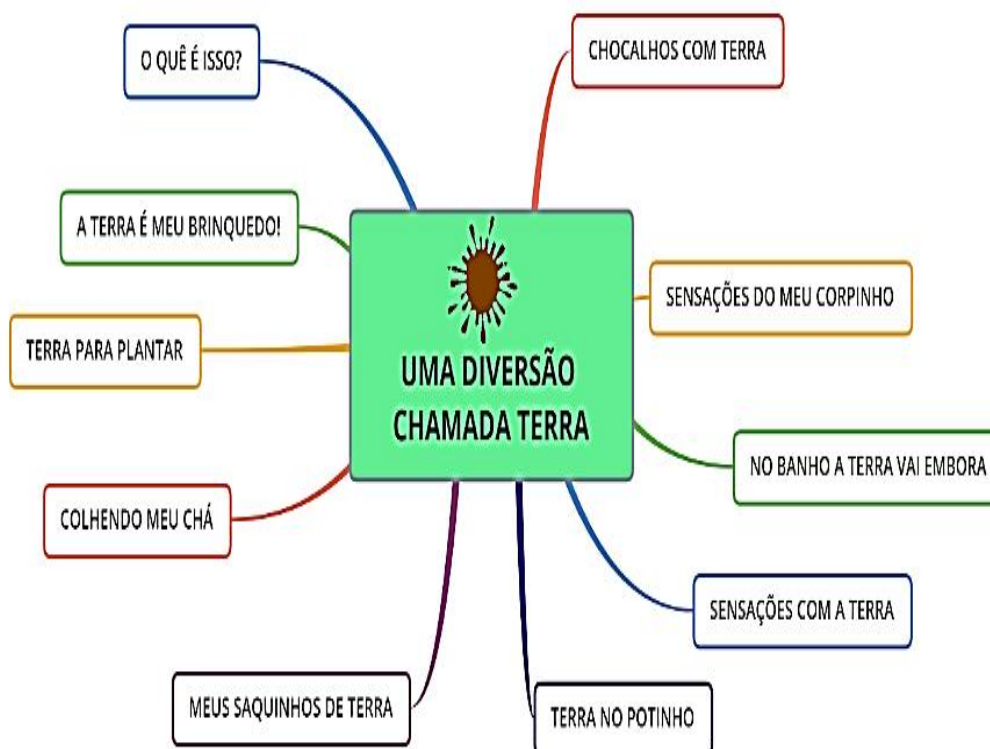 O QUÊ É ISSO?
CHOCALHOS COM TERRA
A TERRA É MEU BRINQUEDO!
SENSAÇÕES DO MEU CORPINHO
TERRA PARA PLANTAR
UMA DIVERSÃO
CHAMADA TERRA
NO BANHO A TERRA VAI EMBORA
COLHENDO MEU CHÁ
SENSAÇÕES COM A TERRA
MEUS SAQUINHOS DE TERRA
TERRA NO POTINHO